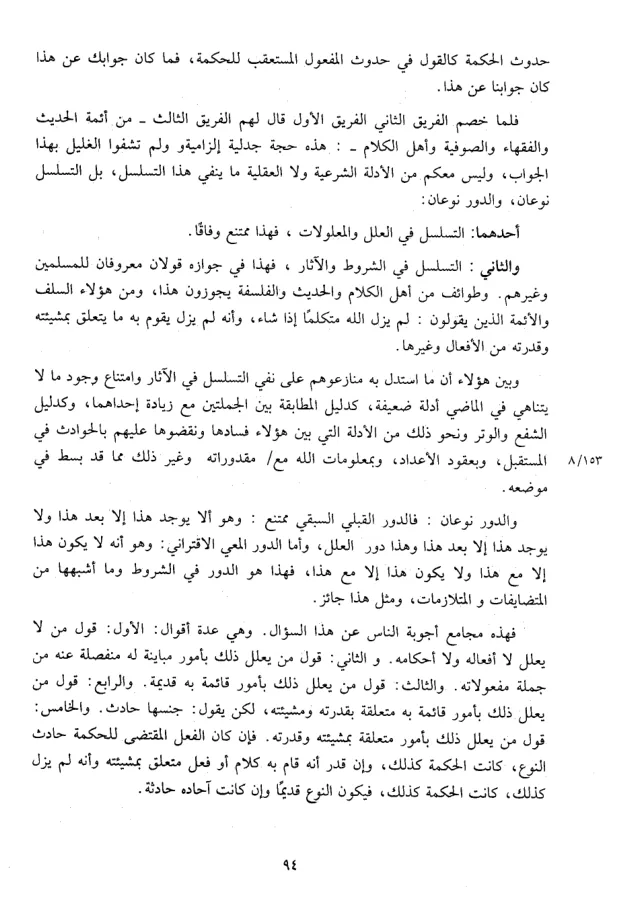 حدوث الحكمة كالقول في حدوث المفعول المستعقب للحكمة، فما كان جوابك عن هذا
كان جوابنا عن هذا.
فلما خصم الفريق الثاني الفريق الأول قال لهم الفريق الثالث ـ من أئمة الحديث
والفقهاء والصوفية وأهل الكلام ـ : هذه حجة جدلية إلزاميةو ولم تشفوا الغليل بهذا
الجواب، وليس معكم من الأدلة الشرعية ولا العقلية ما ينفي هذا التسلسل، بل التسلسل
نوعان، والدور نوعان:
أحدهما: التسلسل في العلل والمعلولات ، فهذا ممتنع وفاقًا.
والثاني : التسلسل في الشروط والآثار ، فهذا في جوازه قولان معروفان للمسلمين
وغيرهم. وطوائف من أهل الكلام والحديث والفلسفة يجوزون هذا، ومن هؤلاء السلف
والأئمة الذين يقولون : لم يزل الله متكلمًا إذا شاء، وأنه لم يزل يقوم به ما يتعلق بمشيئته
وقدرته من الأفعال وغيرها.
وبين هؤلاء أن ما استدل به منازعوهم على نفي التسلسل في الآثار وامتناع وجود ما لا
يتناهي في الماضي أدلة ضعيفة، كدليل المطابقة بين الجملتين مع زيادة إحداهما، وكدليل
الشفع والوتر ونحو ذلك من الأدلة التي بين هؤلاء فسادها ونقضوها عليهم بالحوادث في
المستقبل، وبعقود الأعداد، وبمعلومات الله مع/ مقدوراته وغير ذلك مما قد بسط في
٨/١٥٣
موضعه.
والدور نوعان : فالدور القبلي السبقي ممتنع : وهو ألا يوجد هذا إلا بعد هذا ولا
يوجد هذا إلا بعد هذا وهذا دور العلل، وأما الدور المعي الاقتراني: وهو أنه لا يكون هذا
إلا مع هذا ولا يكون هذا إلا مع هذا، فهذا هو الدور في الشروط وما أشبهها من
المتضايفات و المتلازمات، ومثل هذا جائز.
فهذه مجامع أجوبة الناس عن هذا السؤال. وهي عدة أقوال: الأول: قول من لا
يعلل لا أفعاله ولا أحكامه. و الثاني: قول من يعلل ذلك بأمور مباينة له منفصلة عنه من
جملة مفعولاته. والثالث: قول من يعلل ذلك بأمور قائمة به قديمة. والرابع: قول من
يعلل ذلك بأمور قائمة به متعلقة بقدرته ومشيئته، لكن يقول: جنسها حادث. والخامس:
قول من يعلل ذلك بأمور متعلقة بمشيئته وقدرته. فإن كان الفعل المقتضى للحكمة حادث
النوع، كانت الحكمة كذلك، وإن قدر أنه قام به كلام أو فعل متعلق بمشيئته وأنه لم يزل
كذلك، كانت الحكمة كذلك، فيكون النوع قديمًا وإن كانت آحاده حادثة.
٩٤